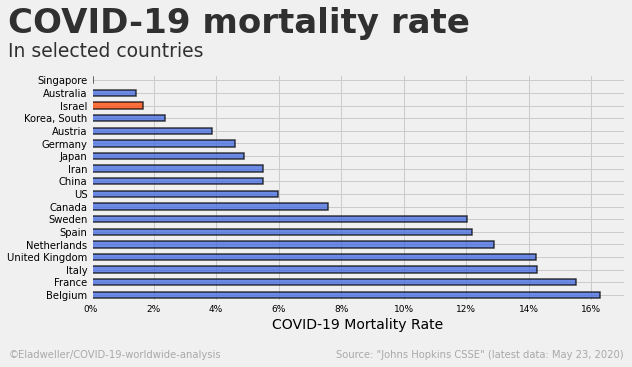 COVID-19 mortality rate
In selected countries
Singapore
Australia
Israel
Korea, South
Austria
Germany
Japan
Iran
China
US
Canada
Sweden
Spain
Netherlands
United Kingdom
Italy
France
Belgium
0% 2% 4% 6% 8% 10% 12% 14% 16%
COVID-19 Mortality Rate
©Eladweller/COVID-19-worldwide-analysis Source: "Johns Hopkins CSSE" (latest data: May 23, 2020)